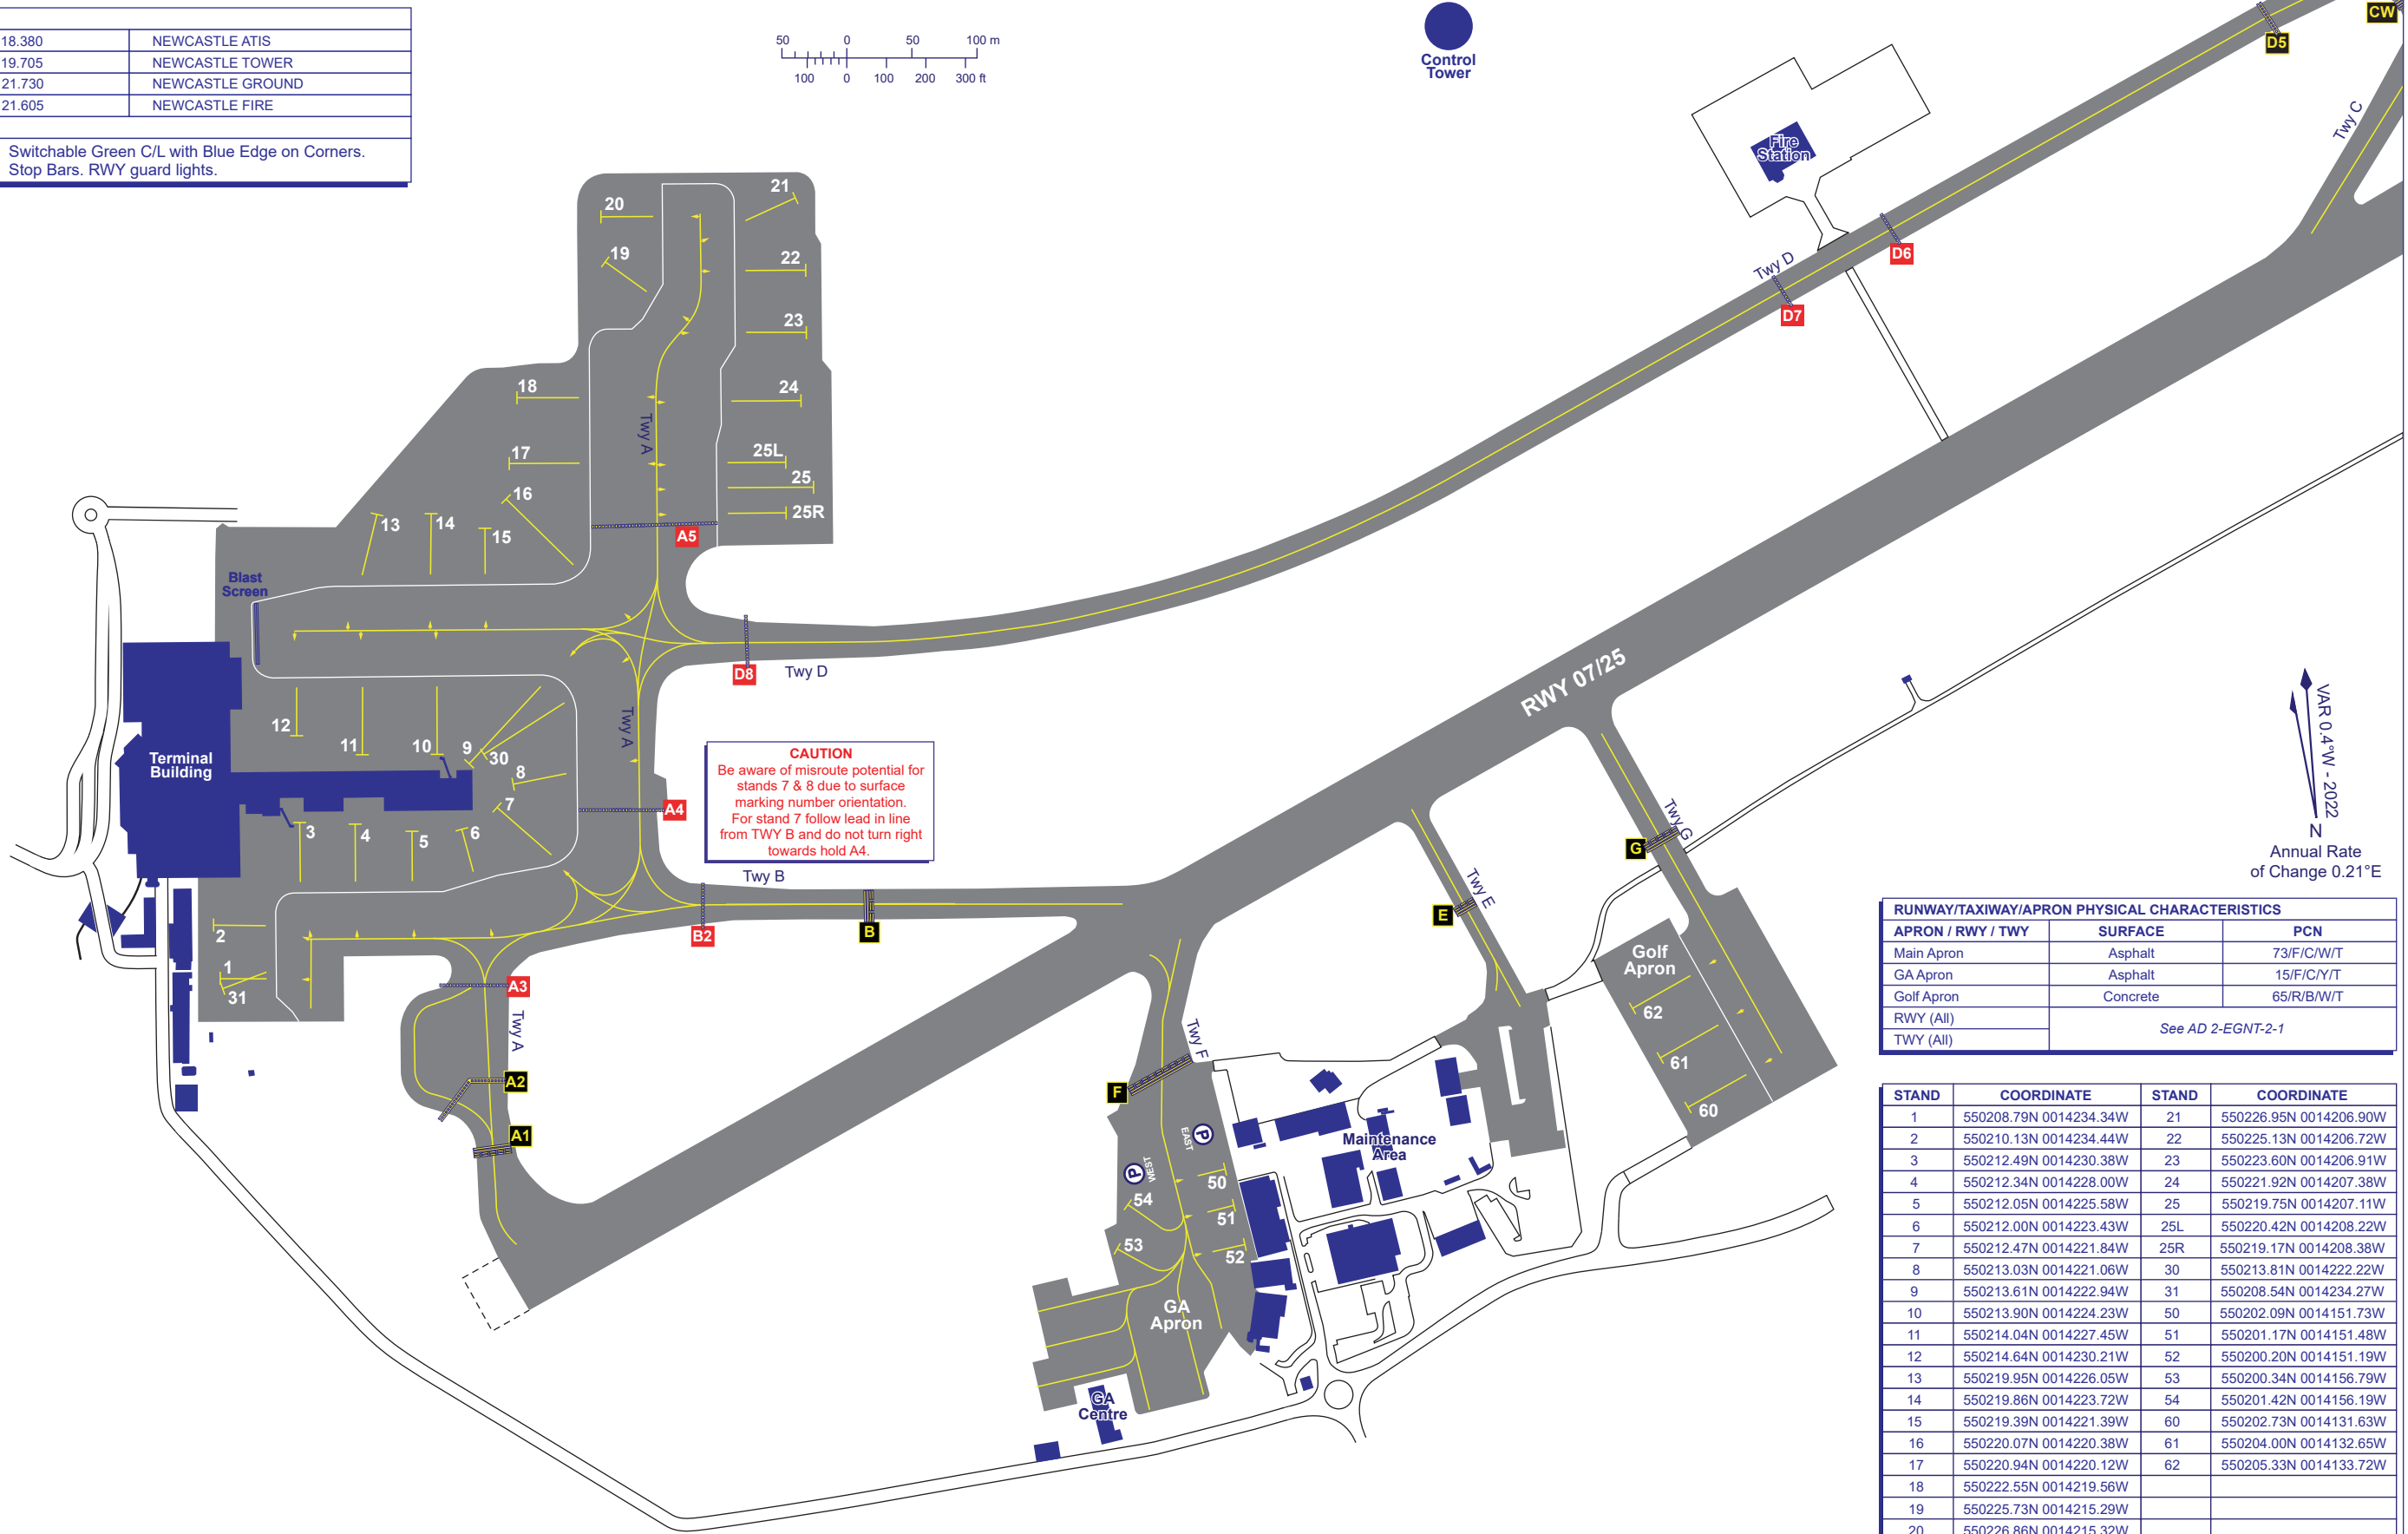 18.380 NEWCASTLE ATIS
19.705 NEWCASTLE TOWER
21.730 NEWCASTLE GROUND
21.605 NEWCASTLE FIRE
Switchable Green C/L with Blue Edge on Corners.
Stop Bars. RWY guard lights.
50 0 50 100 m
100 0 100 200 300 ft
Control
Tower
CW
D5
Twy C
Fire
Station
D6
Twy D
D7
20
21
19
22
23
18
24
Twy A
17
25L
25
16
25R
13
14
15
A5
Blast
Screen
D8
Twy D
RWY 07/25
12
11
10
9
30
8
7
Twy A
Terminal
Building
A4
CAUTION
Be aware of misroute potential for
stands 7 & 8 due to surface
marking number orientation.
For stand 7 follow lead in line
from TWY B and do not turn right
towards hold A4.
3
4
5
6
Twy B
B2
B
2
1
31
A3
Twy A
A2
A1
Twy E
E
Twy G
G
Golf
Apron
62
61
60
Twy F
F
P
EAST
P
WEST
50
51
52
54
53
Maintenance
Area
GA
Apron
GA
Centre
VAR 0.4°W - 2022
N
Annual Rate
of Change 0.21°E
RUNWAY/TAXIWAY/APRON PHYSICAL CHARACTERISTICS
APRON / RWY / TWY SURFACE PCN
Main Apron Asphalt 73/F/C/W/T
GA Apron Asphalt 15/F/C/Y/T
Golf Apron Concrete 65/R/B/W/T
RWY (All)
See AD 2-EGNT-2-1
TWY (All)
STAND COORDINATE STAND COORDINATE
1 550208.79N 0014234.34W 21 550226.95N 0014206.90W
2 550210.13N 0014234.44W 22 550225.13N 0014206.72W
3 550212.49N 0014230.38W 23 550223.60N 0014206.91W
4 550212.34N 0014228.00W 24 550221.92N 0014207.38W
5 550212.05N 0014225.58W 25 550219.75N 0014207.11W
6 550212.00N 0014223.43W 25L 550220.42N 0014208.22W
7 550212.47N 0014221.84W 25R 550219.17N 0014208.38W
8 550213.03N 0014221.06W 30 550213.81N 0014222.22W
9 550213.61N 0014222.94W 31 550208.54N 0014234.27W
10 550213.90N 0014224.23W 50 550202.09N 0014151.73W
11 550214.04N 0014227.45W 51 550201.17N 0014151.48W
12 550214.64N 0014230.21W 52 550200.20N 0014151.19W
13 550219.95N 0014226.05W 53 550200.34N 0014156.79W
14 550219.86N 0014223.72W 54 550201.42N 0014156.19W
15 550219.39N 0014221.39W 60 550202.73N 0014131.63W
16 550220.07N 0014220.38W 61 550204.00N 0014132.65W
17 550220.94N 0014220.12W 62 550205.33N 0014133.72W
18 550222.55N 0014219.56W
19 550225.73N 0014215.29W
20 550226.86N 0014215.32W